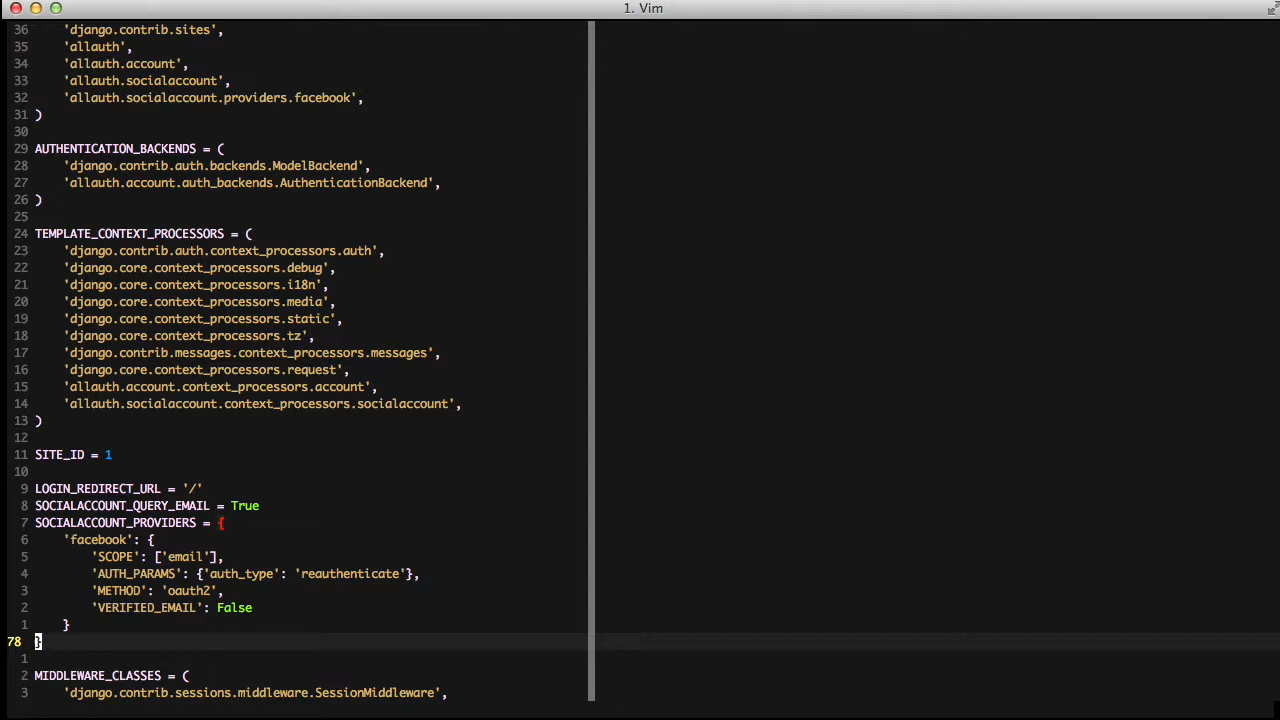 1. Vim
36     'django.contrib.sites',
35     'allauth',
34     'allauth.account',
33     'allauth.socialaccount',
32     'allauth.socialaccount.providers.facebook',
31 )
30
29 AUTHENTICATION_BACKENDS = (
28     'django.contrib.auth.backends.ModelBackend',
27     'allauth.account.auth_backends.AuthenticationBackend',
26 )
25
24 TEMPLATE_CONTEXT_PROCESSORS = (
23     'django.contrib.auth.context_processors.auth',
22     'django.core.context_processors.debug',
21     'django.core.context_processors.i18n',
20     'django.core.context_processors.media',
19     'django.core.context_processors.static',
18     'django.core.context_processors.tz',
17     'django.contrib.messages.context_processors.messages',
16     'django.core.context_processors.request',
15     'allauth.account.context_processors.account',
14     'allauth.socialaccount.context_processors.socialaccount',
13 )
12
11 SITE_ID = 1
10
9 LOGIN_REDIRECT_URL = '/'
8 SOCIALACCOUNT_QUERY_EMAIL = True
7 SOCIALACCOUNT_PROVIDERS = {
6     'facebook': {
5         'SCOPE': ['email'],
4         'AUTH_PARAMS': {'auth_type': 'reauthenticate'},
3         'METHOD': 'oauth2',
2         'VERIFIED_EMAIL': False
1     }
78 }
1
2 MIDDLEWARE_CLASSES = (
3     'django.contrib.sessions.middleware.SessionMiddleware',